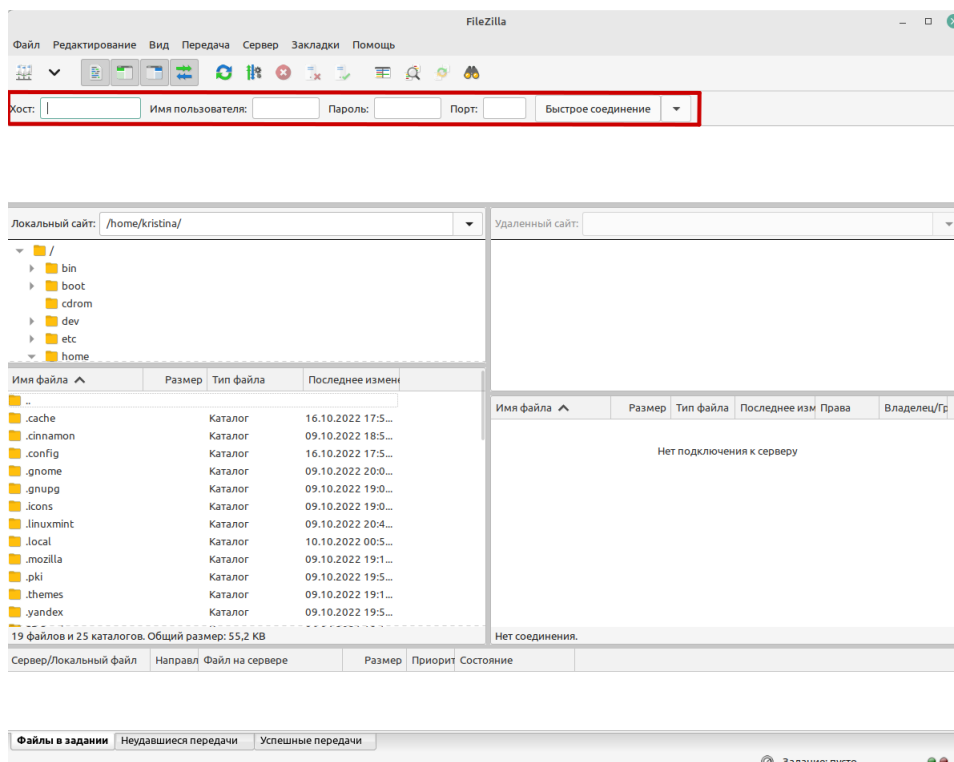 FileZilla
Файл Редактирование Вид Передача Сервер Закладки Помощь
Хост: Имя пользователя: Пароль: Порт: Быстрое соединение
Локальный сайт: /home/kristina/
Удаленный сайт:
/
bin
boot
cdrom
dev
etc
home
Имя файла Размер Тип файла Последнее измене
..
.cache Каталог 16.10.2022 17:5...
.cinnamon Каталог 09.10.2022 18:5...
.config Каталог 16.10.2022 17:5...
.gnome Каталог 09.10.2022 20:0...
.gnupg Каталог 09.10.2022 19:0...
.icons Каталог 09.10.2022 19:0...
.linuxmint Каталог 09.10.2022 20:4...
.local Каталог 10.10.2022 00:5...
.mozilla Каталог 09.10.2022 19:1...
.pki Каталог 09.10.2022 19:5...
.themes Каталог 09.10.2022 19:1...
.yandex Каталог 09.10.2022 19:5...
19 файлов и 25 каталогов. Общий размер: 55,2 KB
Имя файла Размер Тип файла Последнее изм Права Владелец/Гр
Нет подключения к серверу
Нет соединения.
Сервер/Локальный файл Направл Файл на сервере Размер Приорит Состояние
Файлы в задании Неудавшиеся передачи Успешные передачи
Задание: пусто